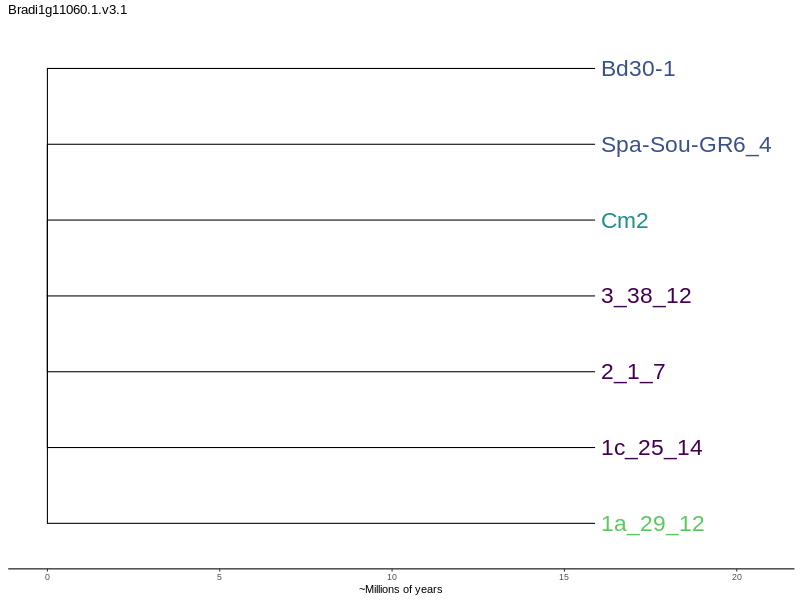 Bradi1g11060.1.v3.1
Bd30-1
Spa-Sou-GR6_4
Cm2
3_38_12
2_1_7
1c_25_14
1a_29_12
0 5 10 15 20
~Millions of years